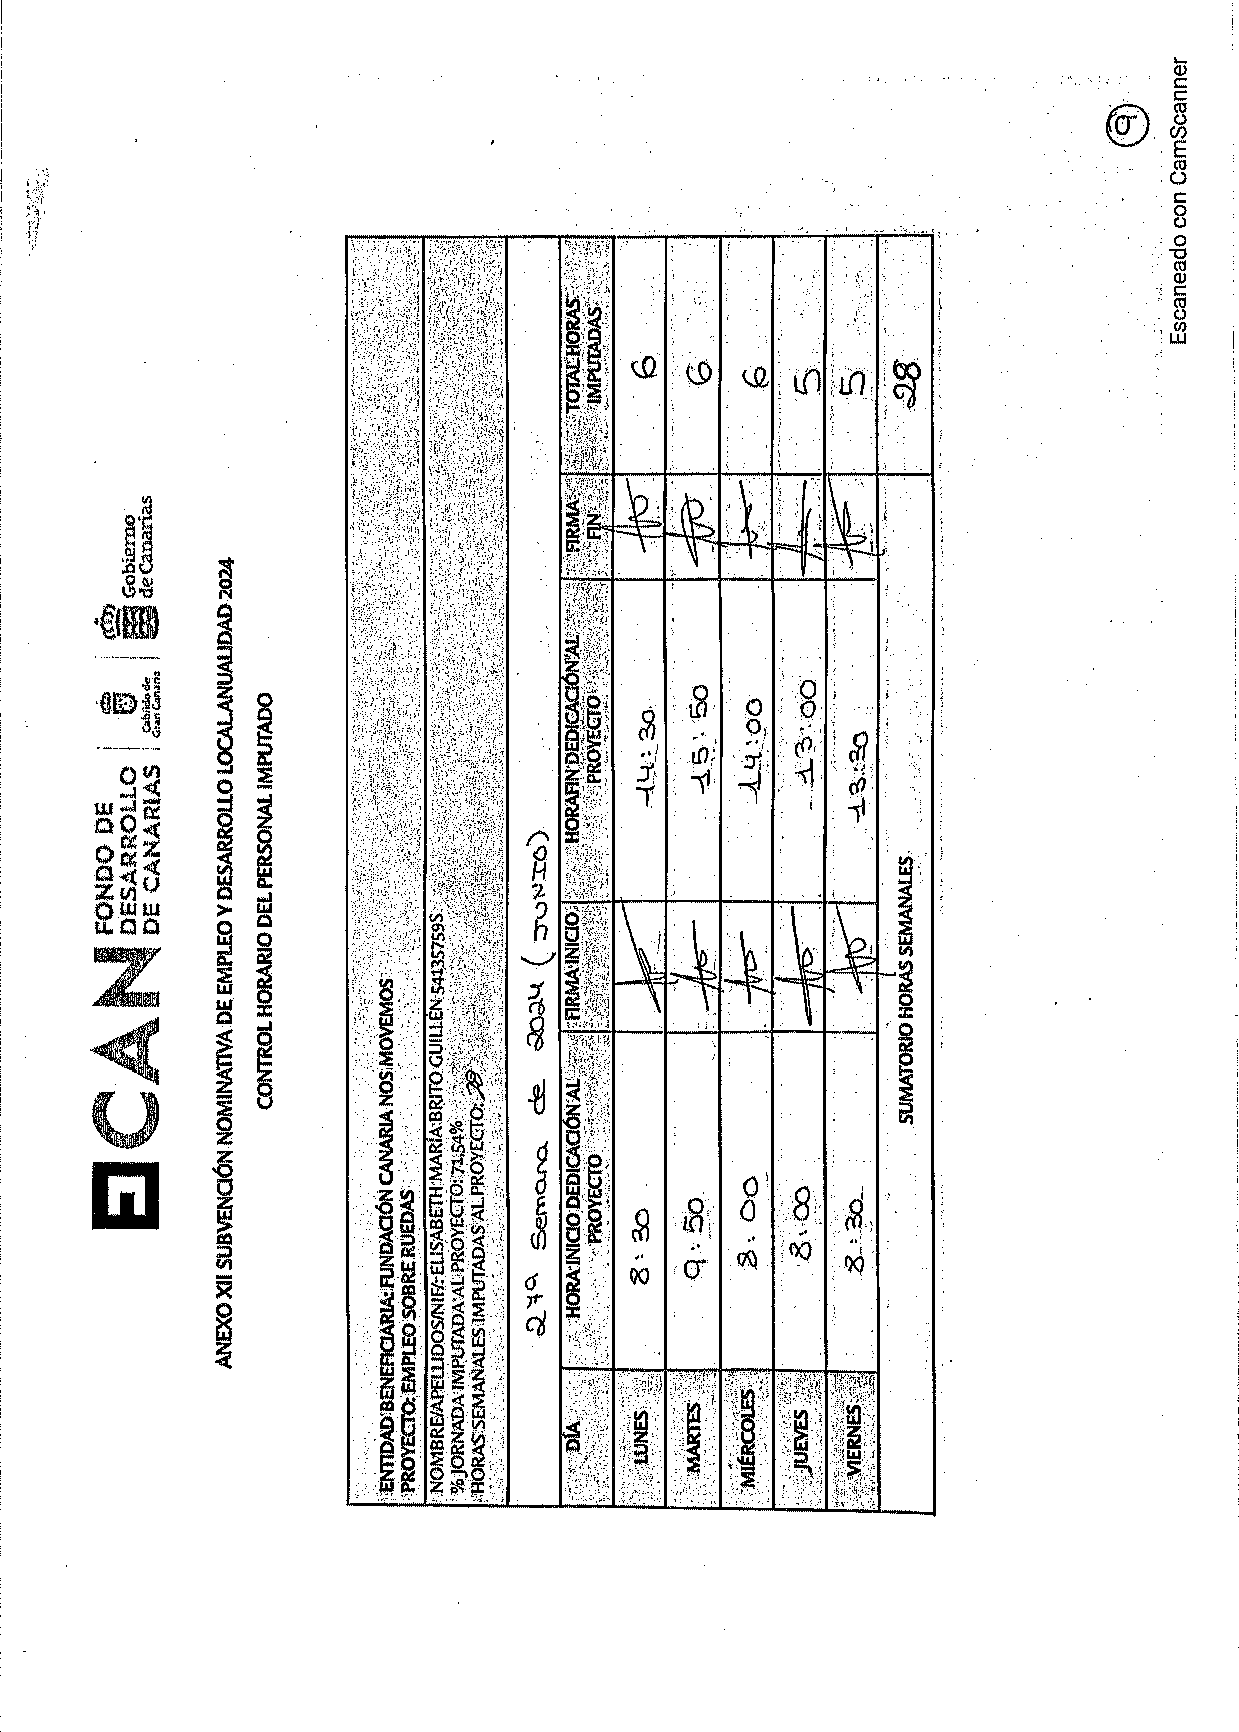 FCAN FONDO DE
DESARROLLO
DE CANARIAS
Cabildo de
Gran Canaria
Gobierno
de Canarias
ANEXO XII SUBVENCIÓN NOMINATIVA DE EMPLEO Y DESARROLLO LOCAL ANUALIDAD 2024
CONTROL HORARIO DEL PERSONAL IMPUTADO
ENTIDAD BENEFICIARIA: FUNDACIÓN CANARIA NOS MOVEMOS
PROYECTO: EMPLEO SOBRE RUEDAS
NOMBRE/APELLIDOS/NIF/: ELISABETH MARÍA BRITO GUILLÉN 54135759S
% JORNADA IMPUTADA AL PROYECTO: 71,54%
HORAS SEMANALES IMPUTADAS AL PROYECTO: 28
27ª Semana de 2024 (JUNIO)
DÍA HORA INICIO DEDICACIÓN AL PROYECTO FIRMA INICIO HORA FIN DEDICACIÓN AL PROYECTO FIRMA FIN TOTAL HORAS IMPUTADAS
LUNES 8:30 14:30 6
MARTES 9:50 15:50 6
MIÉRCOLES 8:00 14:00 6
JUEVES 8:00 13:00 5
VIERNES 8:30 13:30 5
SUMATORIO HORAS SEMANALES 28
9
Escaneado con CamScanner